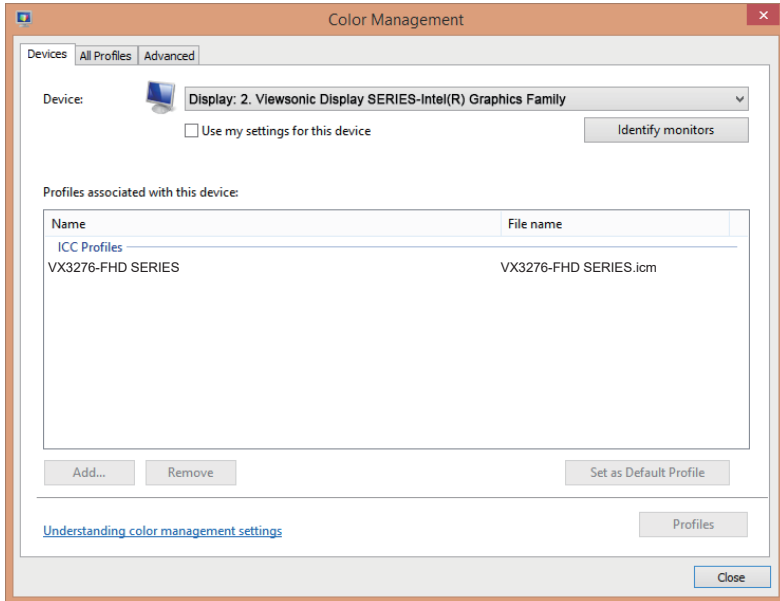 Color Management
Devices All Profiles Advanced
Device: Display: 2. Viewsonic Display SERIES-Intel(R) Graphics Family
Use my settings for this device Identify monitors
Profiles associated with this device:
Name File name
ICC Profiles
VX3276-FHD SERIES VX3276-FHD SERIES.icm
Add... Remove Set as Default Profile
Understanding color management settings Profiles
Close